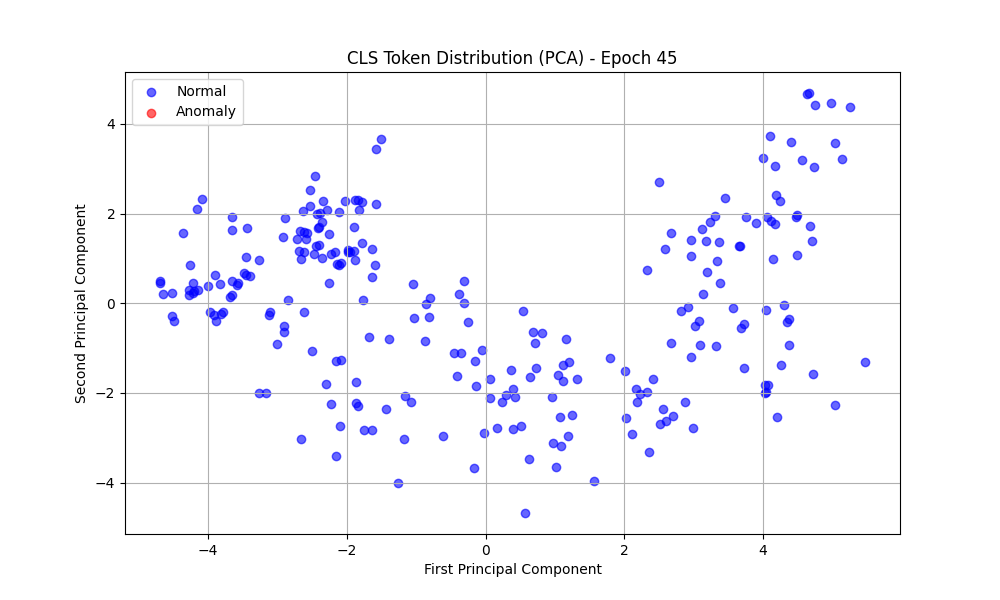 CLS Token Distribution (PCA) - Epoch 45
Normal
Anomaly
4
2
0
−2
−4
Second Principal Component
−4 −2 0 2 4
First Principal Component